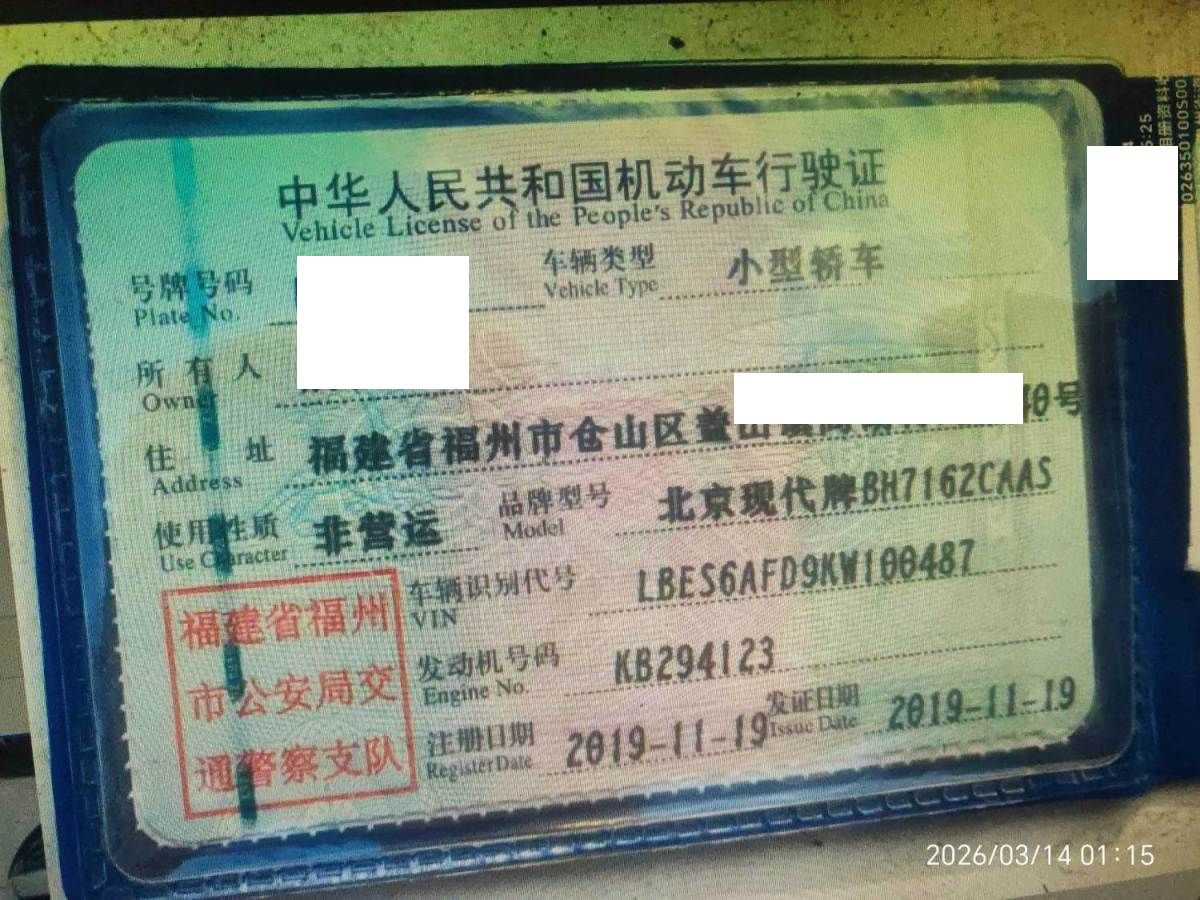 中华人民共和国机动车行驶证
Vehicle License of the People's Republic of China
号牌号码
Plate No.
车辆类型 小型轿车
Vehicle Type
所有人
Owner
住址 福建省福州市仓山区盖山 号
Address
使用性质 非营运
Use Character
品牌型号 北京现代牌BH7162CAAS
Model
车辆识别代号 LBES6AFD9KW100487
VIN
发动机号码 KB294123
Engine No.
注册日期 2019-11-19
Register Date
发证日期 2019-11-19
Issue Date
福建省福州
市公安局交
通警察支队
2026/03/14 01:15